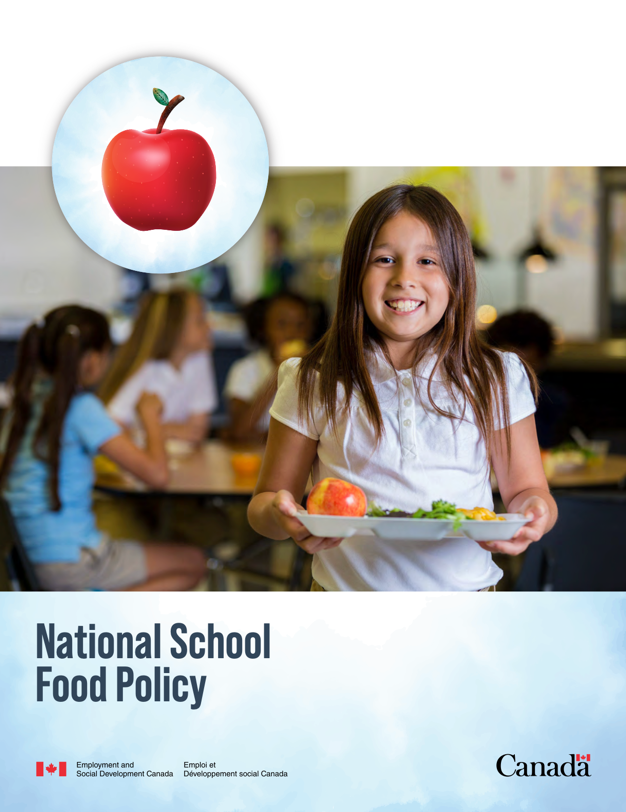 National School
Food Policy
Employment and
Social Development Canada
Emploi et
Développement social Canada
Canada